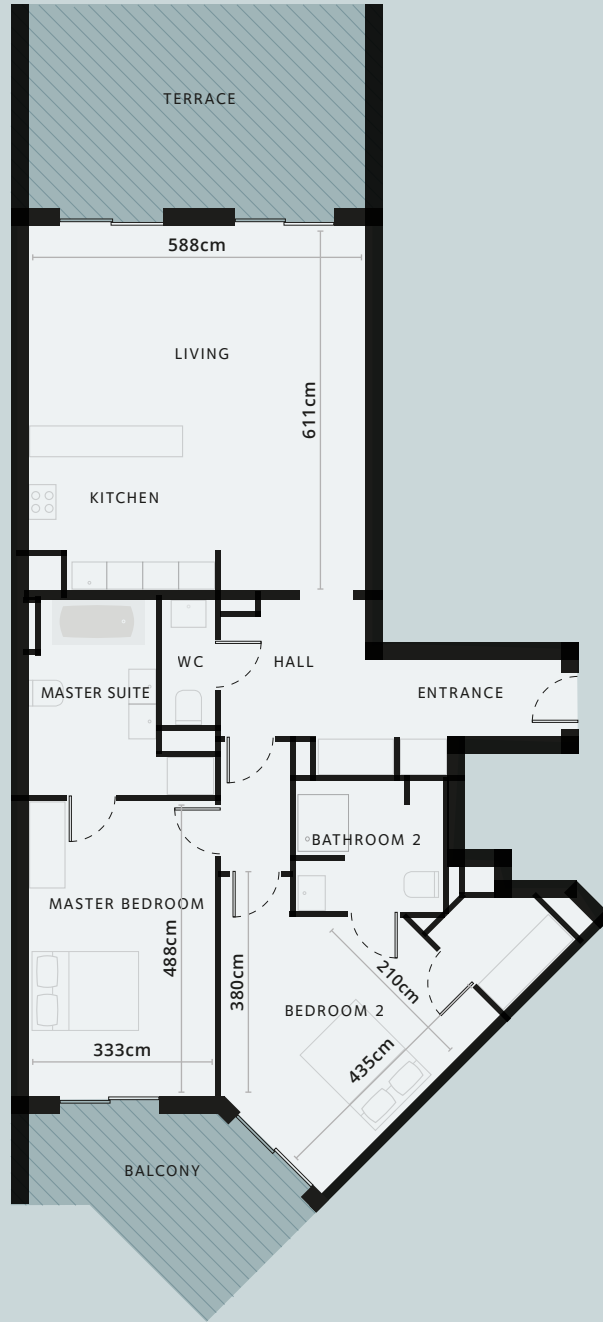 TERRACE
588cm
LIVING
611cm
KITCHEN
WC
HALL
MASTER SUITE
ENTRANCE
BATHROOM 2
MASTER BEDROOM
488cm
380cm
210cm
BEDROOM 2
333cm
435cm
BALCONY